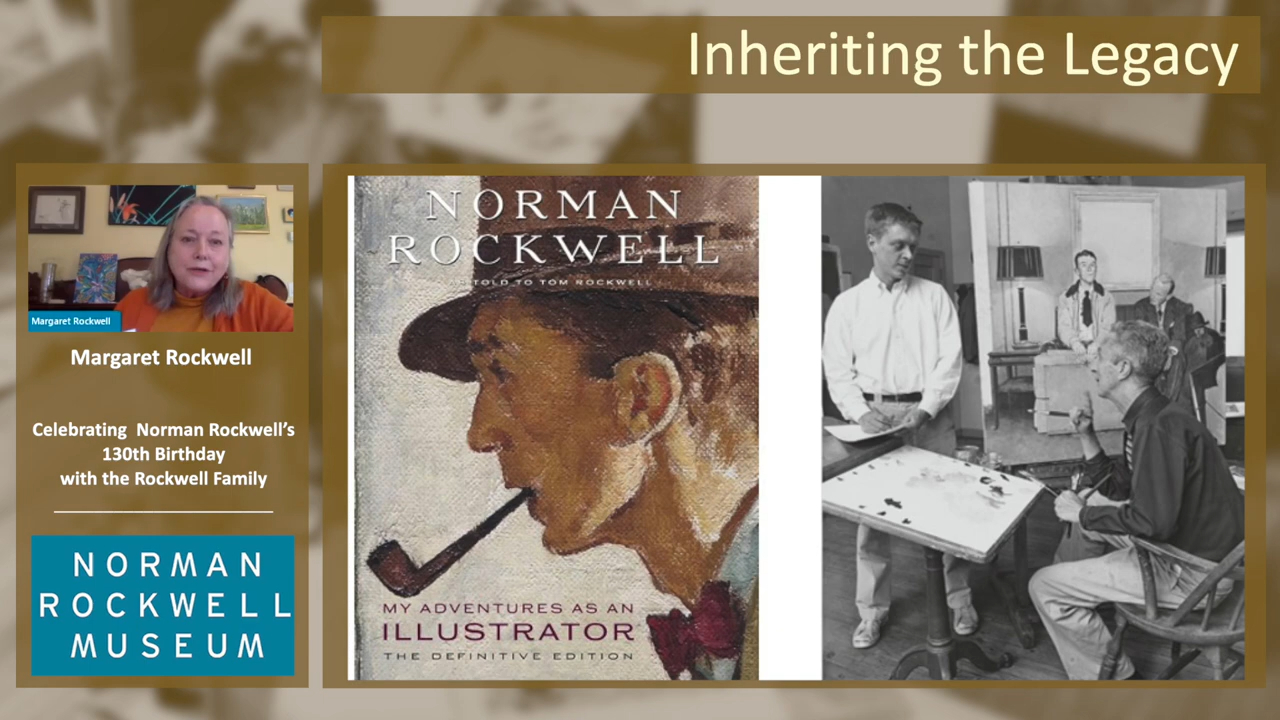 Inheriting the Legacy
Margaret Rockwell
Margaret Rockwell
Celebrating Norman Rockwell’s
130th Birthday
with the Rockwell Family
NORMAN
ROCKWELL
MUSEUM
NORMAN
ROCKWELL
TOLD TO TOM ROCKWELL
MY ADVENTURES AS AN
ILLUSTRATOR
THE DEFINITIVE EDITION